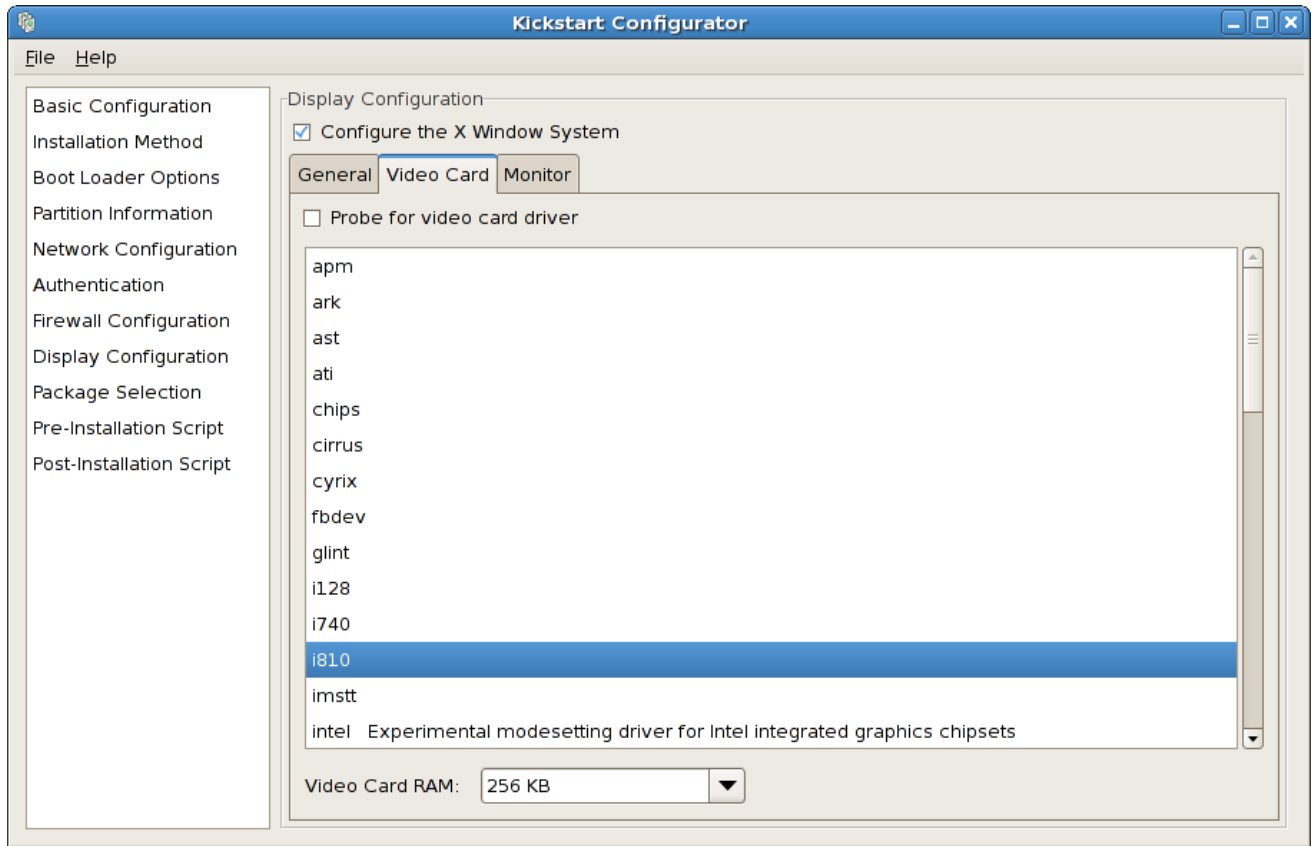 Kickstart Configurator
File Help
Basic Configuration
Installation Method
Boot Loader Options
Partition Information
Network Configuration
Authentication
Firewall Configuration
Display Configuration
Package Selection
Pre-Installation Script
Post-Installation Script
Display Configuration
Configure the X Window System
General Video Card Monitor
Probe for video card driver
apm
ark
ast
ati
chips
cirrus
cyrix
fbdev
glint
i128
i740
i810
imstt
intel Experimental modesetting driver for Intel integrated graphics chipsets
Video Card RAM: 256 KB